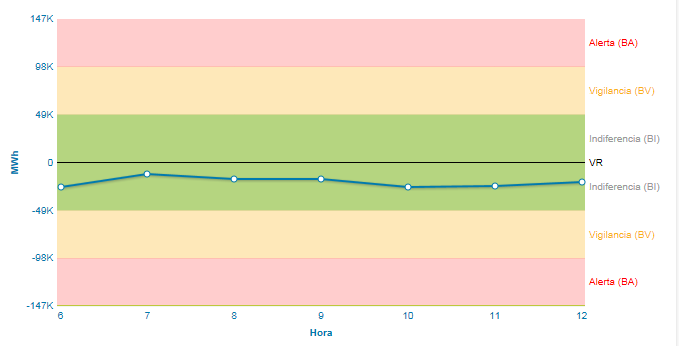 147K
Alerta (BA)
98K
Vigilancia (BV)
49K
Indiferencia (BI)
MWh
0
VR
Indiferencia (BI)
-49K
Vigilancia (BV)
-98K
Alerta (BA)
-147K
6 7 8 9 10 11 12
Hora